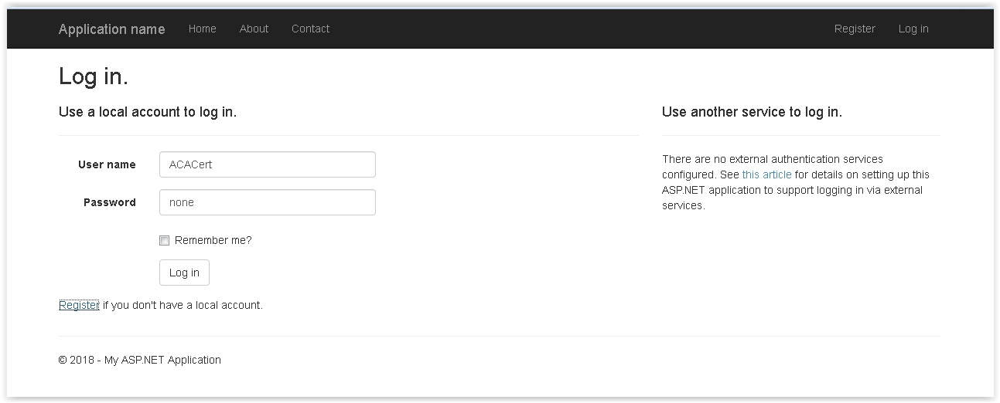 Application name Home About Contact Register Log in
Log in.
Use a local account to log in.
User name ACACert
Password none
Remember me?
Log in
Register if you don't have a local account.
Use another service to log in.
There are no external authentication services
configured. See this article for details on setting up this
ASP.NET application to support logging in via external
services.
© 2018 - My ASP.NET Application